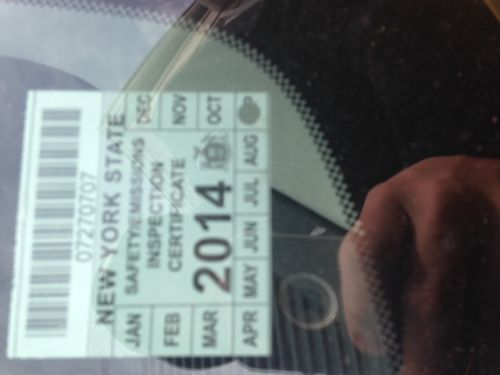 07270707
NEW YORK STATE
SAFETY/EMISSIONS
INSPECTION
CERTIFICATE
2014
JAN
FEB
MAR
APR
MAY
JUN
JUL
AUG
OCT
NOV
DEC